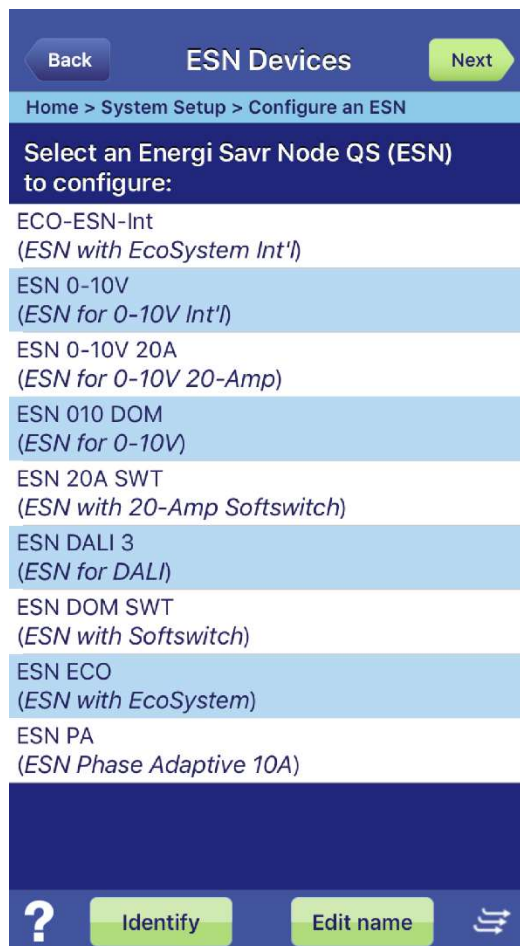 Back
ESN Devices
Next
Home > System Setup > Configure an ESN
Select an Energi Savr Node QS (ESN)
to configure:
ECO-ESN-Int
(ESN with EcoSystem Int'l)
ESN 0-10V
(ESN for 0-10V Int'l)
ESN 0-10V 20A
(ESN for 0-10V 20-Amp)
ESN 010 DOM
(ESN for 0-10V)
ESN 20A SWT
(ESN with 20-Amp Softswitch)
ESN DALI 3
(ESN for DALI)
ESN DOM SWT
(ESN with Softswitch)
ESN ECO
(ESN with EcoSystem)
ESN PA
(ESN Phase Adaptive 10A)
?
Identify
Edit name